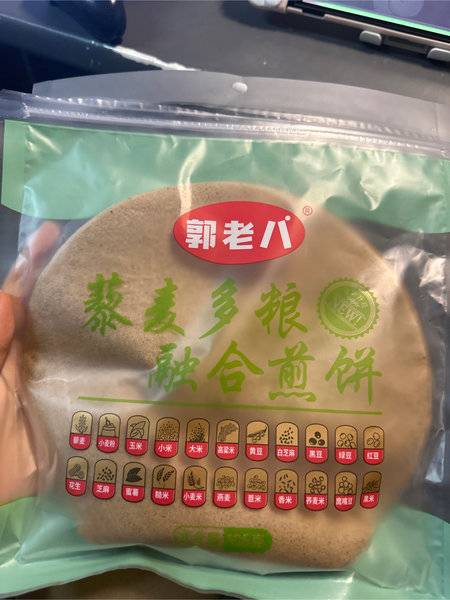 郭老八®
藜麦多粮
NEW!
融合煎饼
藜麦 小麦粉 玉米 小米 大米 高粱米 黄豆 白芝麻 黑豆 绿豆 红豆
花生 芝麻 蜜薯 糙米 小麦米 燕麦 薏米 香米 荞麦米 鹰嘴豆 黑米